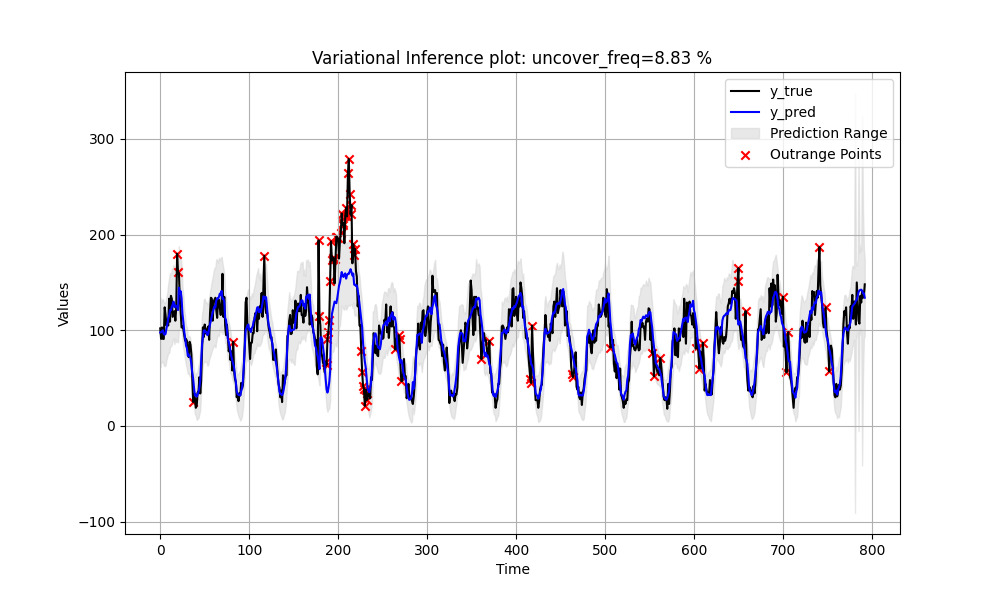 Variational Inference plot: uncover_freq=8.83 %
y_true
y_pred
Prediction Range
Outrange Points
Values
300
200
100
0
−100
0 100 200 300 400 500 600 700 800
Time